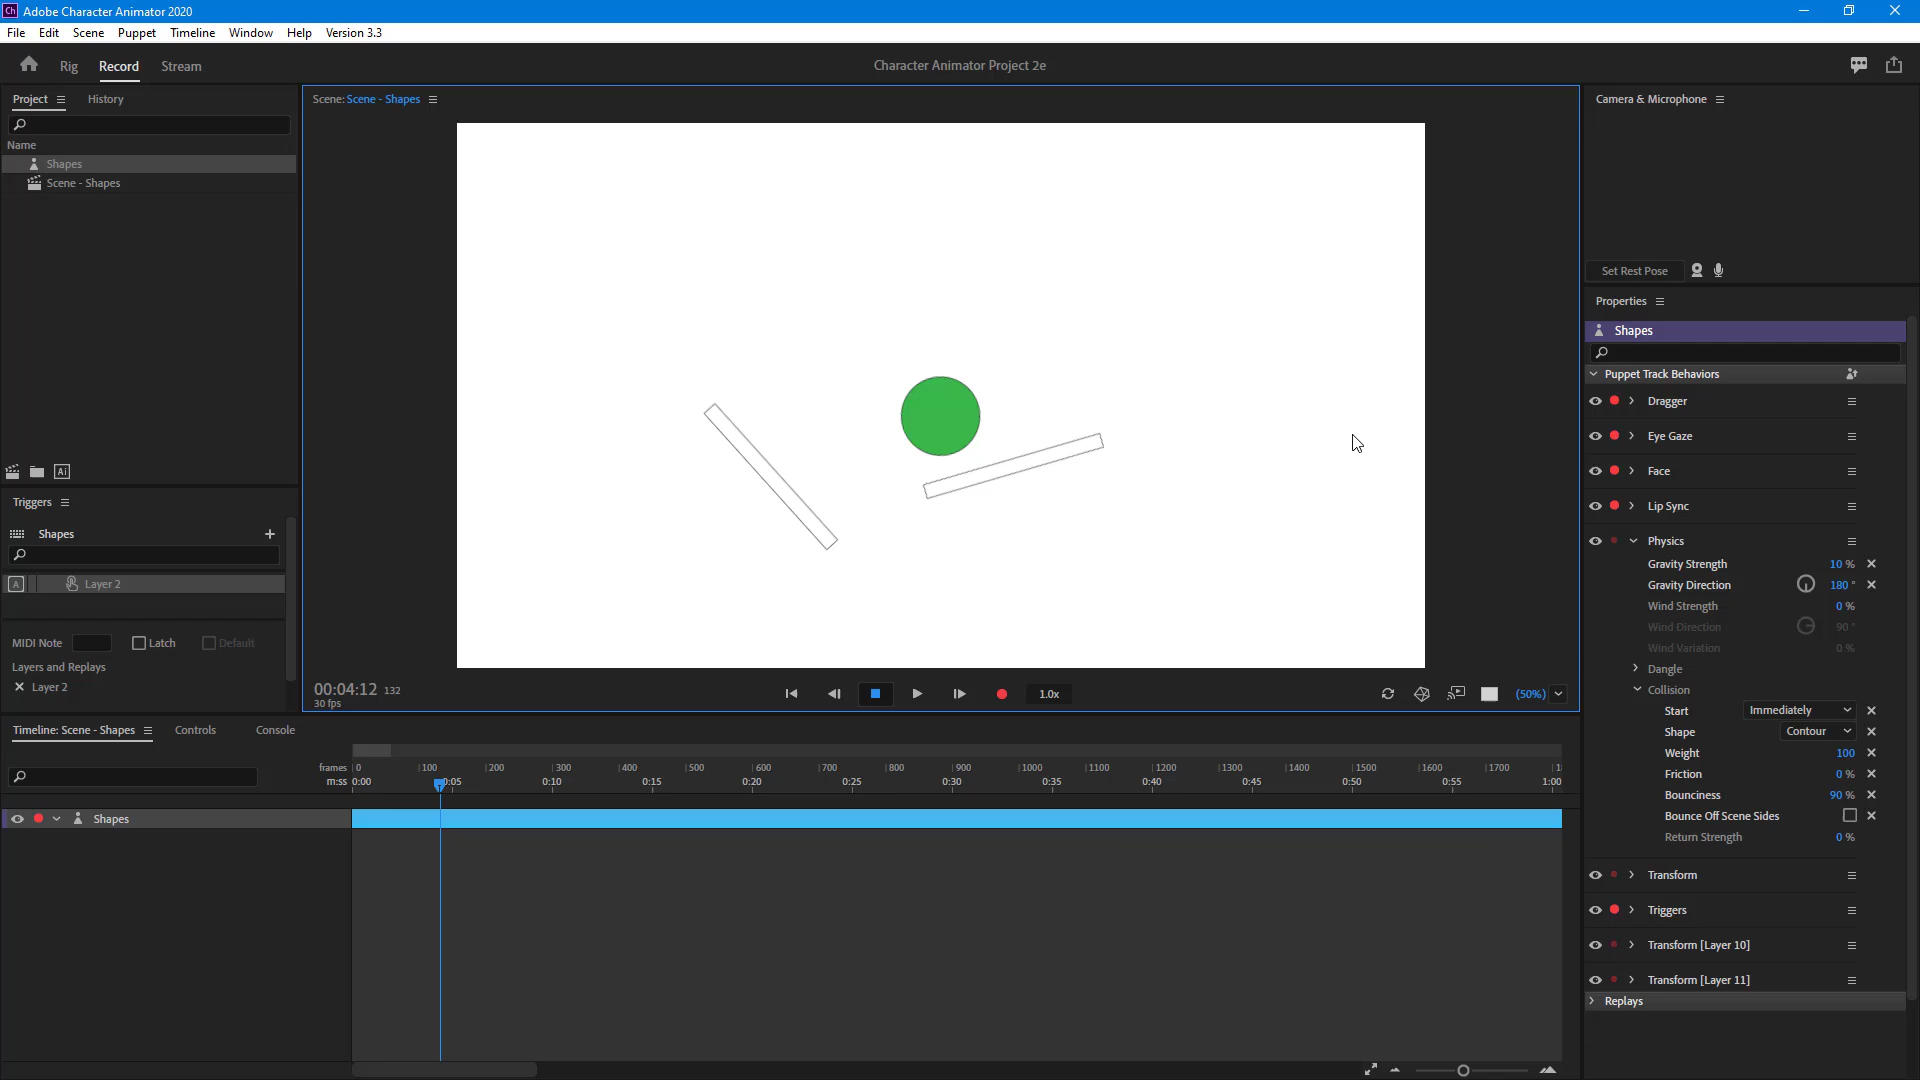 Ch Adobe Character Animator 2020
File Edit Scene Puppet Timeline Window Help Version 3.3
Rig Record Stream
Character Animator Project 2e
Project History
Name
Shapes
Scene - Shapes
Ai
Triggers
Shapes
A Layer 2
MIDI Note Latch Default
Layers and Replays
Layer 2
Scene: Scene - Shapes
00:04:12 132
30 fps
1.0x
(50%)
Camera & Microphone
Set Rest Pose
Properties
Shapes
Puppet Track Behaviors
Dragger
Eye Gaze
Face
Lip Sync
Physics
Gravity Strength 10 %
Gravity Direction 180 °
Wind Strength 0 %
Wind Direction 90 °
Wind Variation 0 %
Dangle
Collision
Start Immediately
Shape Contour
Weight 100
Friction 0 %
Bounciness 90 %
Bounce Off Scene Sides
Return Strength 0 %
Transform
Triggers
Transform [Layer 10]
Transform [Layer 11]
Replays
Timeline: Scene - Shapes Controls Console
frames 0 100 200 300 400 500 600 700 800 900 1000 1100 1200 1300 1400 1500 1600 1700
m:ss 0:00 0:05 0:10 0:15 0:20 0:25 0:30 0:35 0:40 0:45 0:50 0:55 1:00
Shapes